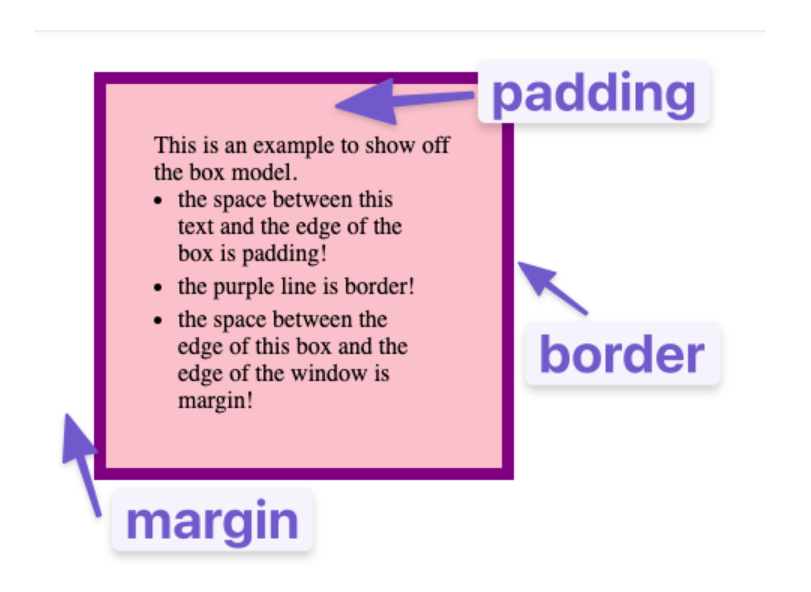 padding
This is an example to show off
the box model.
• the space between this
text and the edge of the
box is padding!
• the purple line is border!
• the space between the
edge of this box and the
edge of the window is
margin!
border
margin